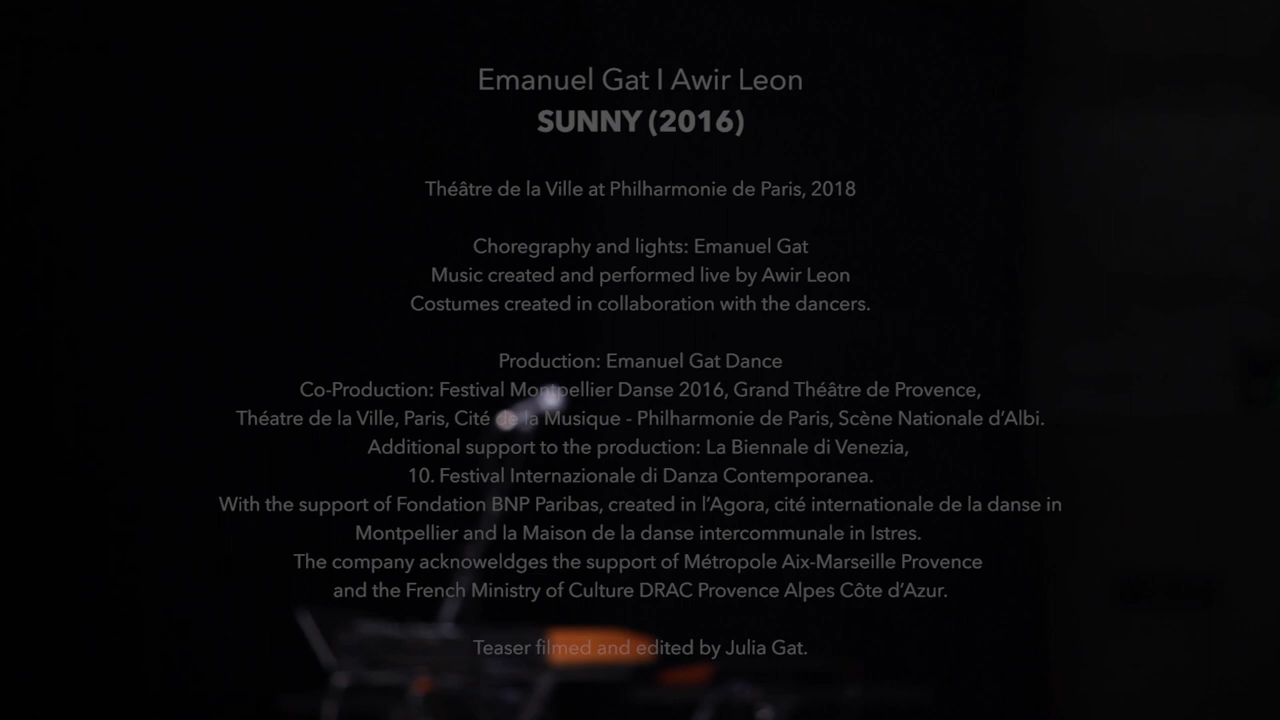 Emanuel Gat I Awir Leon
SUNNY (2016)
Théâtre de la Ville at Philharmonie de Paris, 2018
Choregraphy and lights: Emanuel Gat
Music created and performed live by Awir Leon
Costumes created in collaboration with the dancers.
Production: Emanuel Gat Dance
Co-Production: Festival Montpellier Danse 2016, Grand Théâtre de Provence,
Théatre de la Ville, Paris, Cité de la Musique - Philharmonie de Paris, Scène Nationale d'Albi.
Additional support to the production: La Biennale di Venezia,
10. Festival Internazionale di Danza Contemporanea.
With the support of Fondation BNP Paribas, created in l'Agora, cité internationale de la danse in
Montpellier and la Maison de la danse intercommunale in Istres.
The company acknoweldges the support of Métropole Aix-Marseille Provence
and the French Ministry of Culture DRAC Provence Alpes Côte d'Azur.
Teaser filmed and edited by Julia Gat.